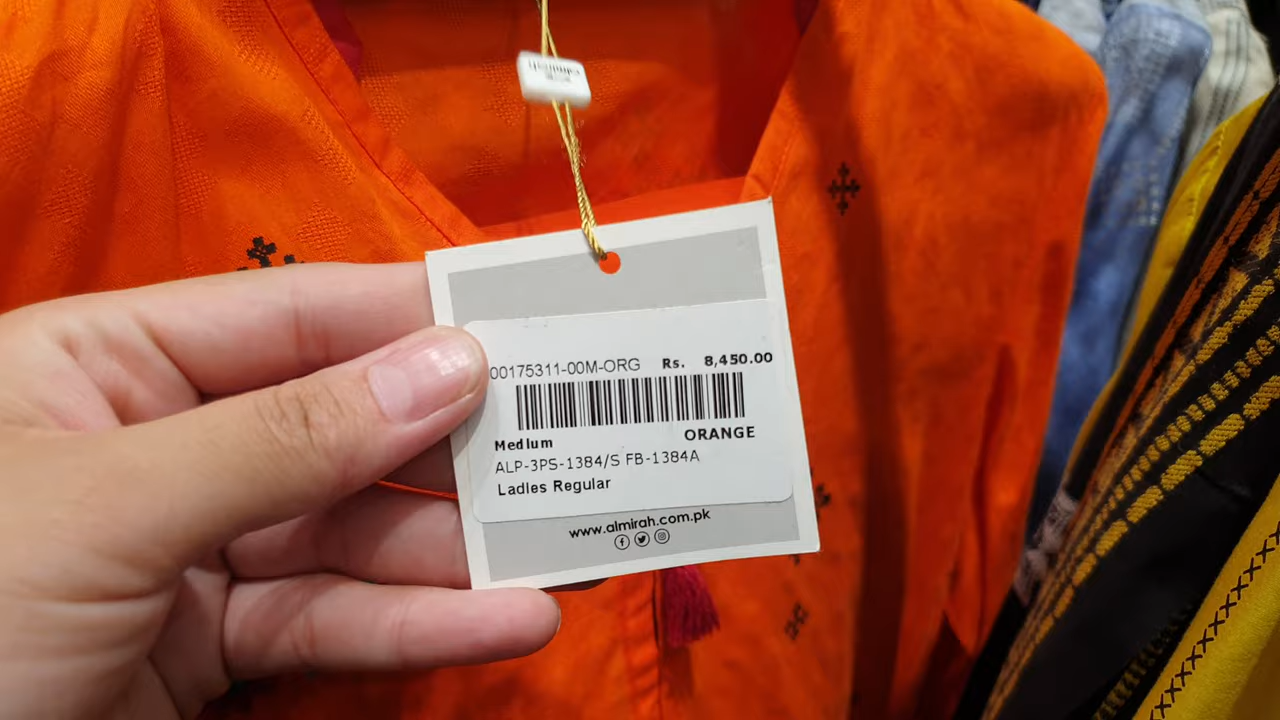 00175311-00M-ORG Rs. 8,450.00
Medium ORANGE
ALP-3PS-1384/S FB-1384A
Ladies Regular
www.almirah.com.pk